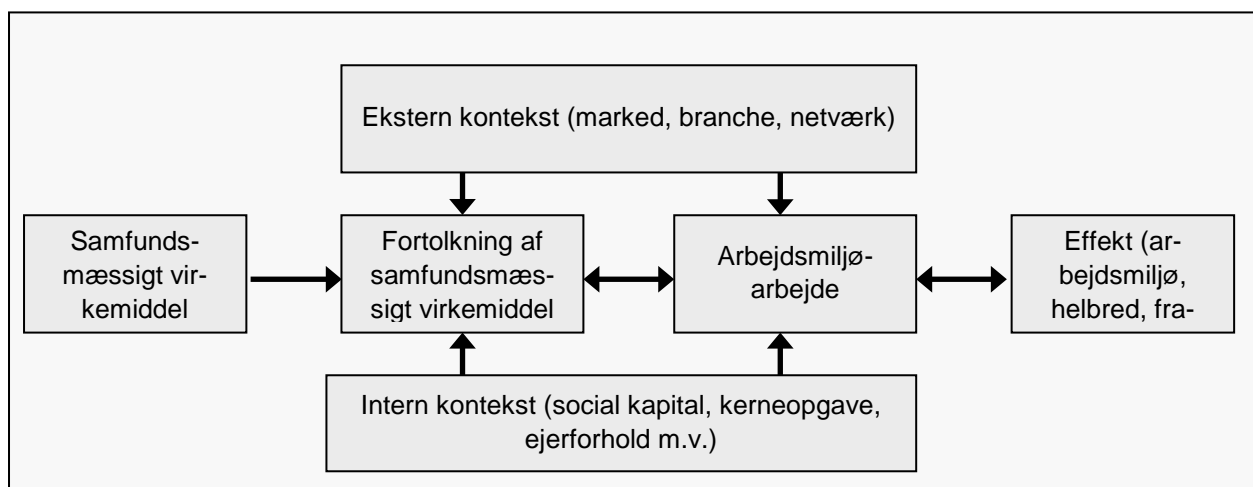 Ekstern kontekst (marked, branche, netværk)
Samfunds-
mæssigt vir-
kemiddel
Fortolkning af
samfundsmæs-
sigt virkemiddel
Arbejdsmiljø-
arbejde
Effekt (ar-
bejdsmiljø,
helbred, fra-
Intern kontekst (social kapital, kerneopgave,
ejerforhold m.v.)